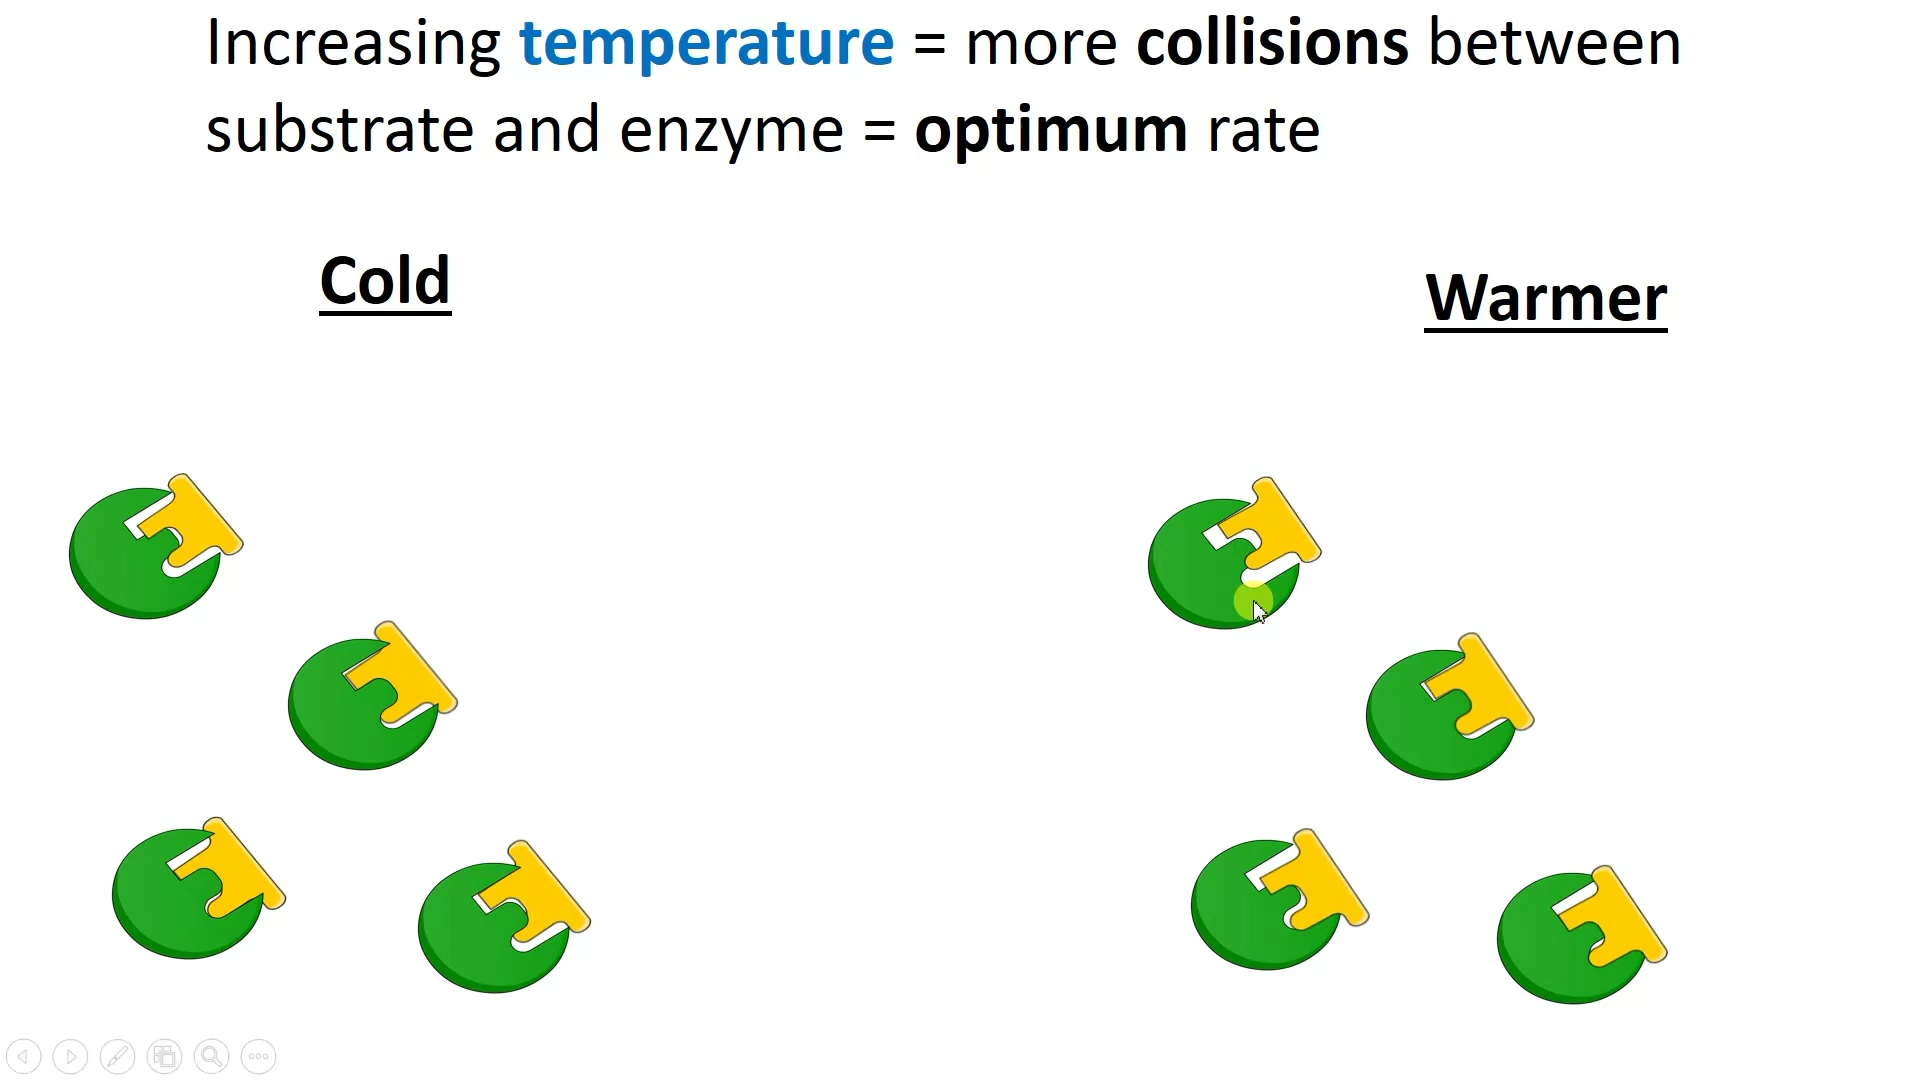 Increasing temperature = more collisions between
substrate and enzyme = optimum rate
Cold
Warmer